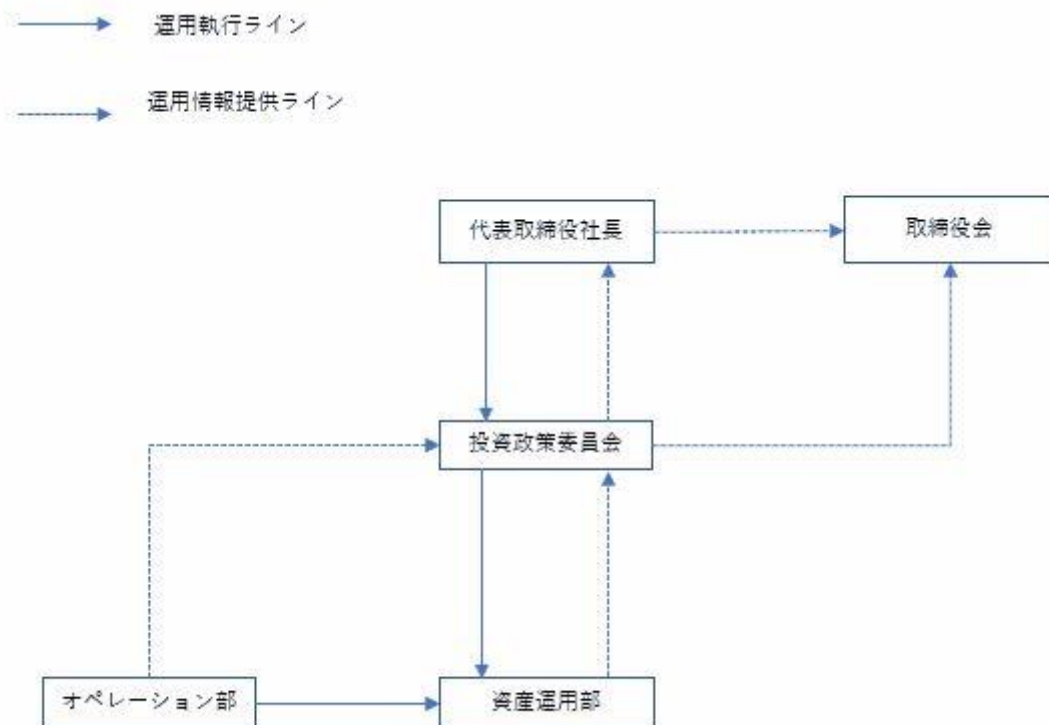 運用執行ライン
運用情報提供ライン
代表取締役社長
取締役会
投資政策委員会
オペレーション部
資産運用部